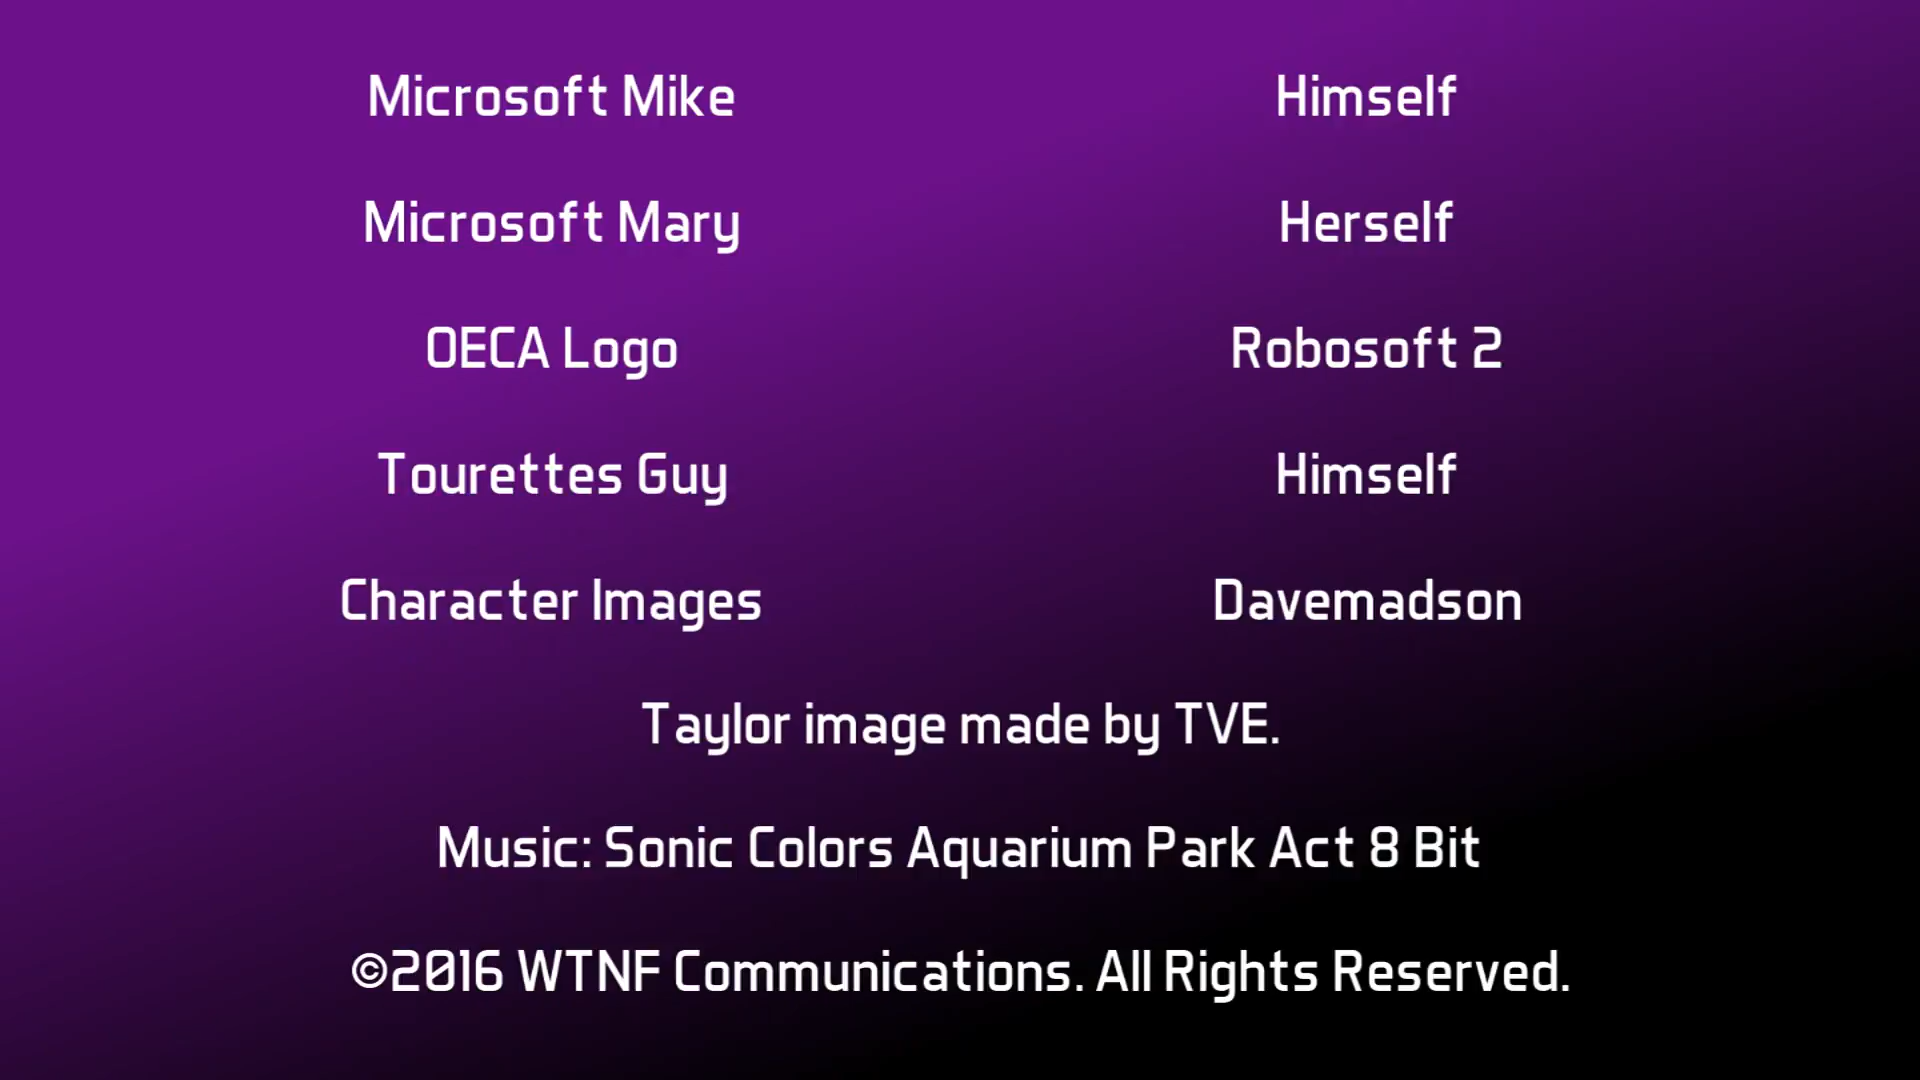 Microsoft Mike Himself
Microsoft Mary Herself
OECA Logo Robosoft 2
Tourettes Guy Himself
Character Images Davemadson
Taylor image made by TVE.
Music: Sonic Colors Aquarium Park Act 8 Bit
©2016 WTNF Communications. All Rights Reserved.